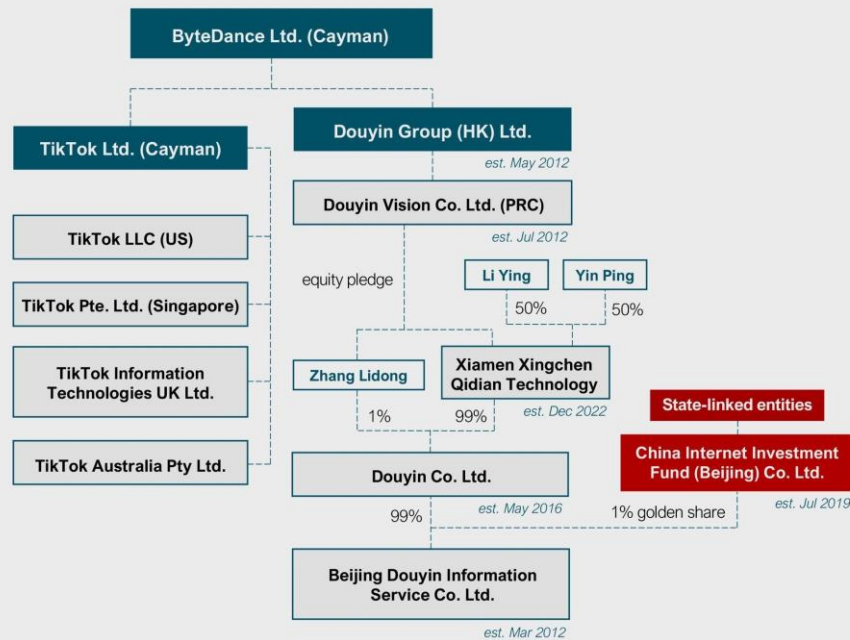 ByteDance Ltd. (Cayman)
TikTok Ltd. (Cayman)
Douyin Group (HK) Ltd.
est. May 2012
Douyin Vision Co. Ltd. (PRC)
est. Jul 2012
TikTok LLC (US)
equity pledge
Li Ying
Yin Ping
50%
50%
TikTok Pte. Ltd. (Singapore)
TikTok Information
Technologies UK Ltd.
Zhang Lidong
Xiamen Xingchen
Qidian Technology
est. Dec 2022
1%
99%
State-linked entities
TikTok Australia Pty Ltd.
Douyin Co. Ltd.
est. May 2016
China Internet Investment
Fund (Beijing) Co. Ltd.
est. Jul 2019
99%
1% golden share
Beijing Douyin Information
Service Co. Ltd.
est. Mar 2012